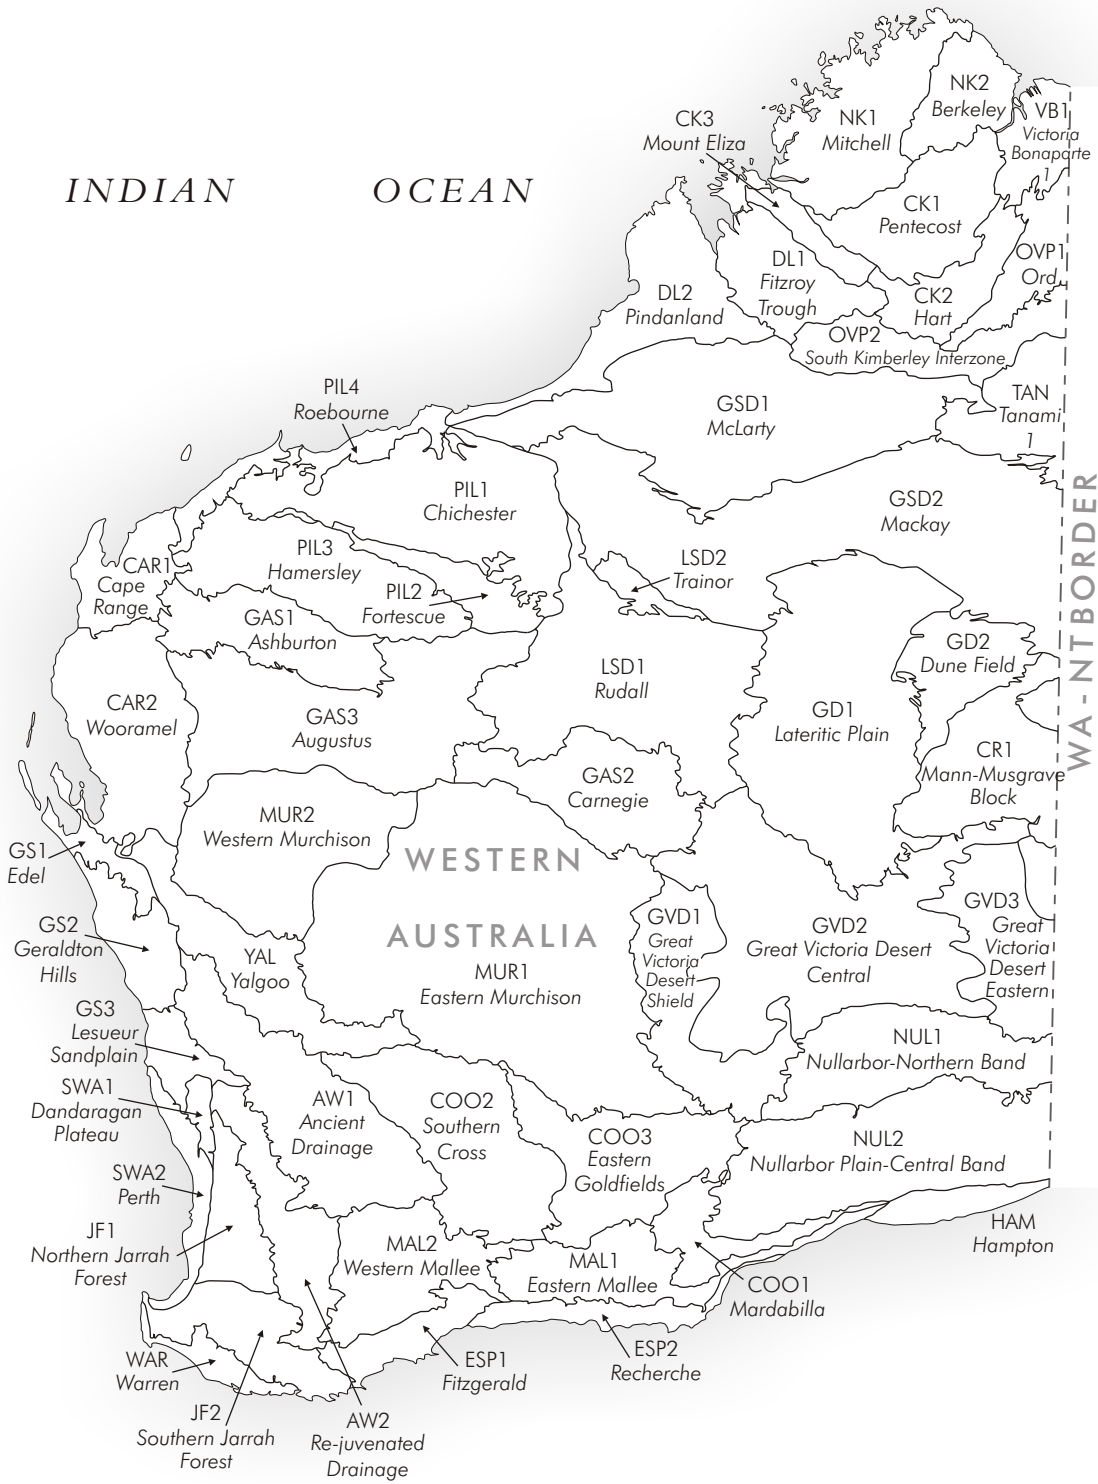 NK2
Berkeley
VB1
Victoria
Bonaparte
1
CK3
Mount Eliza
NK1
Mitchell
INDIAN OCEAN
CK1
Pentecost
OVP1
Ord
DL1
Fitzroy
Trough
DL2
Pindanland
CK2
Hart
OVP2
South Kimberley Interzone
PIL4
Roebourne
GSD1
McLarty
TAN
Tanami
1
PIL1
Chichester
GSD2
Mackay
WA - NTBORDER
PIL3
Hamersley
LSD2
Trainor
CAR1
Cape
Range
PIL2
Fortescue
GAS1
Ashburton
GD2
Dune Field
LSD1
Rudall
CAR2
Wooramel
GAS3
Augustus
GD1
Lateritic Plain
CR1
Mann-Musgrave
Block
GAS2
Carnegie
MUR2
Western Murchison
GS1
Edel
WESTERN
AUSTRALIA
GS2
Geraldton
Hills
YAL
Yalgoo
MUR1
Eastern Murchison
GVD1
Great
Victoria
Desert
Shield
GVD2
Great Victoria Desert
Central
GVD3
Great
Victoria
Desert
Eastern
GS3
Lesueur
Sandplain
NUL1
Nullarbor-Northern Band
SWA1
Dandaragan
Plateau
AW1
Ancient
Drainage
COO2
Southern
Cross
COO3
Eastern
Goldfields
NUL2
Nullarbor Plain-Central Band
SWA2
Perth
JF1
Northern Jarrah
Forest
MAL2
Western Mallee
MAL1
Eastern Mallee
HAM
Hampton
COO1
Mardabilla
WAR
Warren
ESP1
Fitzgerald
ESP2
Recherche
JF2
Southern Jarrah
Forest
AW2
Re-juvenated
Drainage